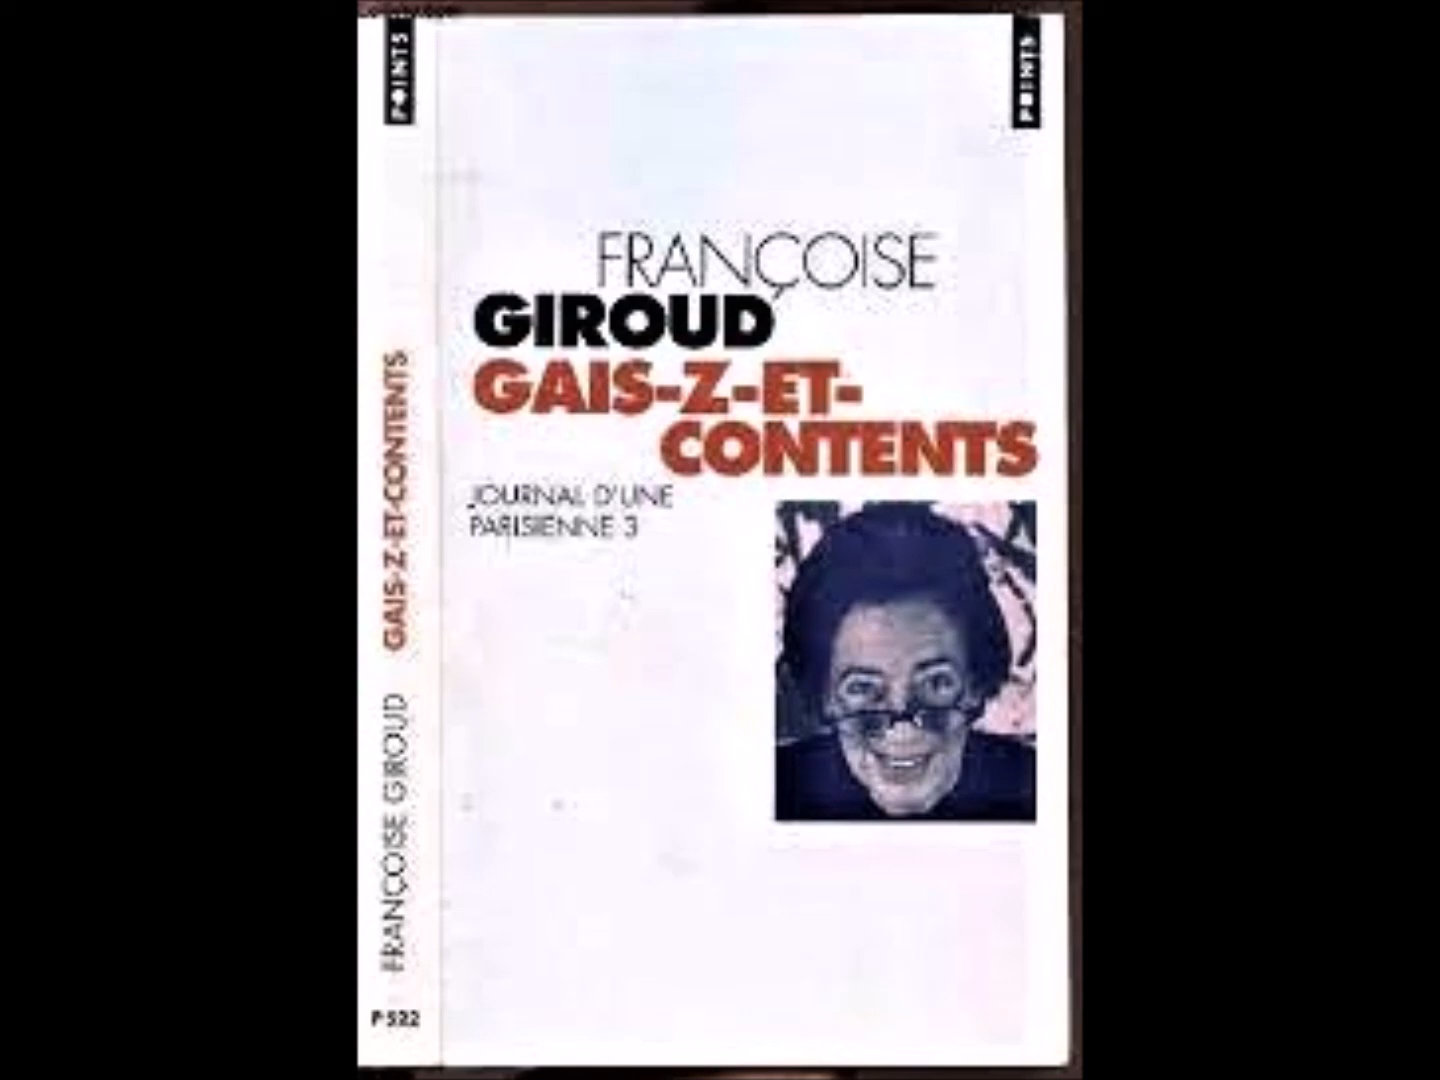 POINTS
POINTS
FRANÇOISE
GIROUD
GAIS-Z-ET-
CONTENTS
JOURNAL D'UNE
PARISIENNE 3
FRANÇOISE GIROUD GAIS-Z-ET-CONTENTS
P 522